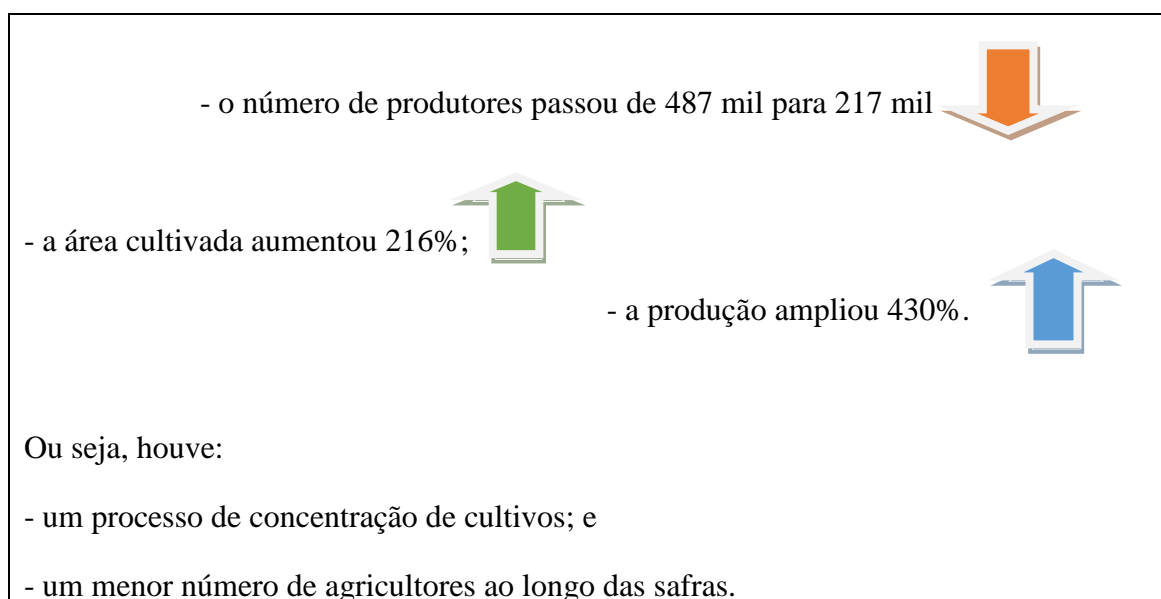 - o número de produtores passou de 487 mil para 217 mil
- a área cultivada aumentou 216%;
- a produção ampliou 430%.
Ou seja, houve:
- um processo de concentração de cultivos; e
- um menor número de agricultores ao longo das safras.